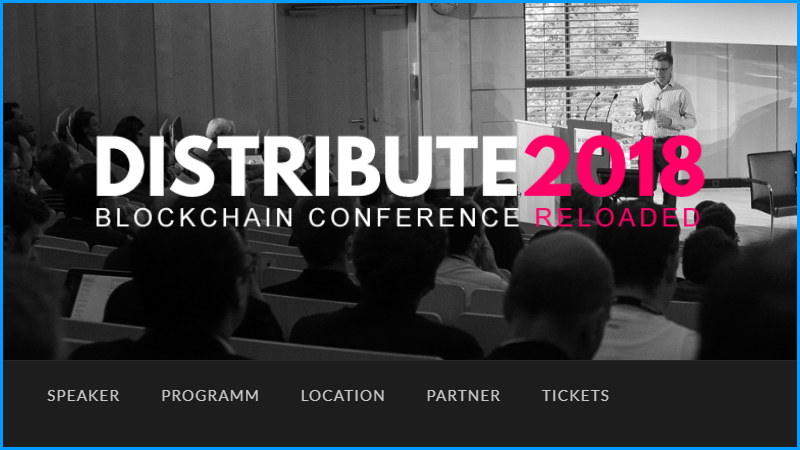 DISTRIBUTE2018
BLOCKCHAIN CONFERENCE RELOADED
SPEAKER PROGRAMM LOCATION PARTNER TICKETS